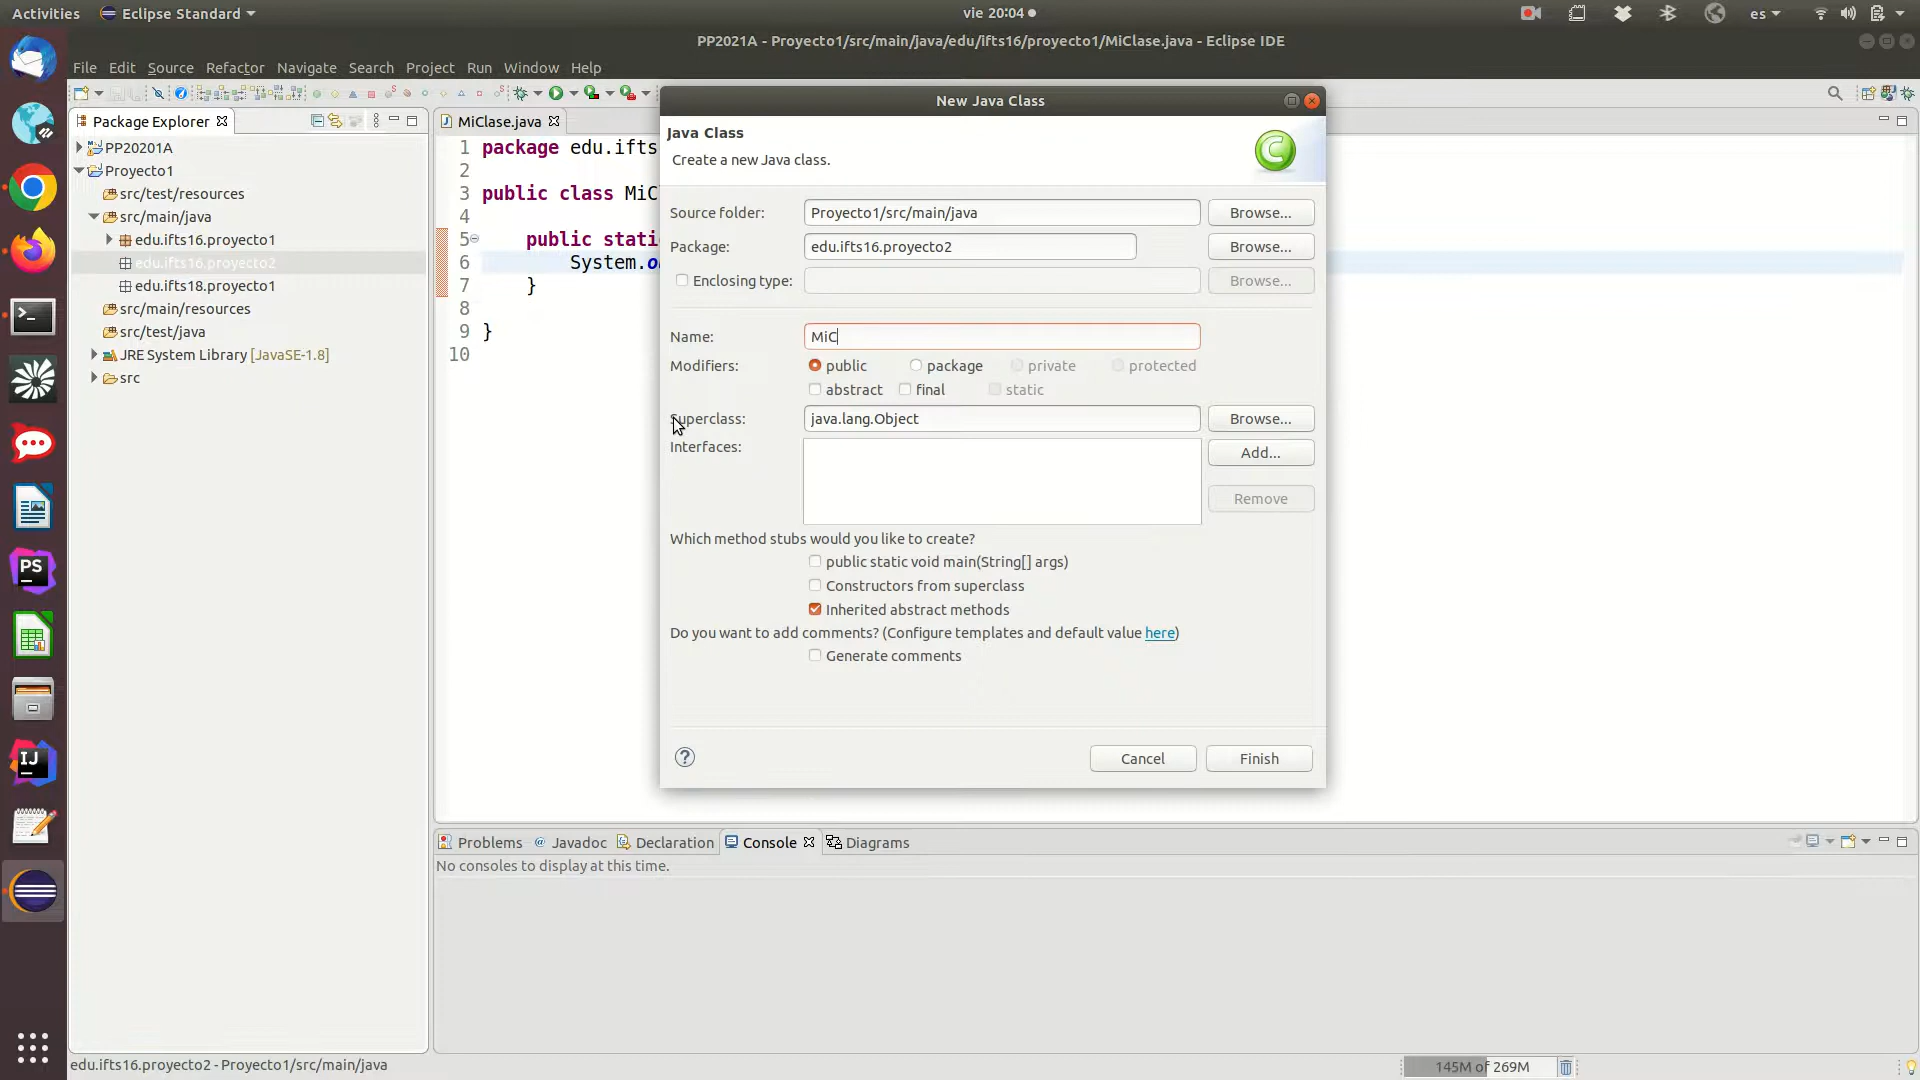 Activities Eclipse Standard vie 20:04 es
PP2021A - Proyecto1/src/main/java/edu/ifts16/proyecto1/MiClase.java - Eclipse IDE
File Edit Source Refactor Navigate Search Project Run Window Help
Package Explorer
PP20201A
Proyecto1
src/test/resources
src/main/java
edu.ifts16.proyecto1
edu.ifts16.proyecto2
edu.ifts18.proyecto1
src/main/resources
src/test/java
JRE System Library [JavaSE-1.8]
src
MiClase.java
1 package edu.ifts
2
3 public class MiC
4
5 public stati
6 System.o
7 }
8
9 }
10
New Java Class
Java Class
Create a new Java class.
Source folder: Proyecto1/src/main/java Browse...
Package: edu.ifts16.proyecto2 Browse...
Enclosing type: Browse...
Name: MiC
Modifiers: public package private protected
abstract final static
Superclass: java.lang.Object Browse...
Interfaces: Add...
Remove
Which method stubs would you like to create?
public static void main(String[] args)
Constructors from superclass
Inherited abstract methods
Do you want to add comments? (Configure templates and default value here)
Generate comments
? Cancel Finish
Problems @ Javadoc Declaration Console Diagrams
No consoles to display at this time.
edu.ifts16.proyecto2 - Proyecto1/src/main/java
145M of 269M
PS
IJ